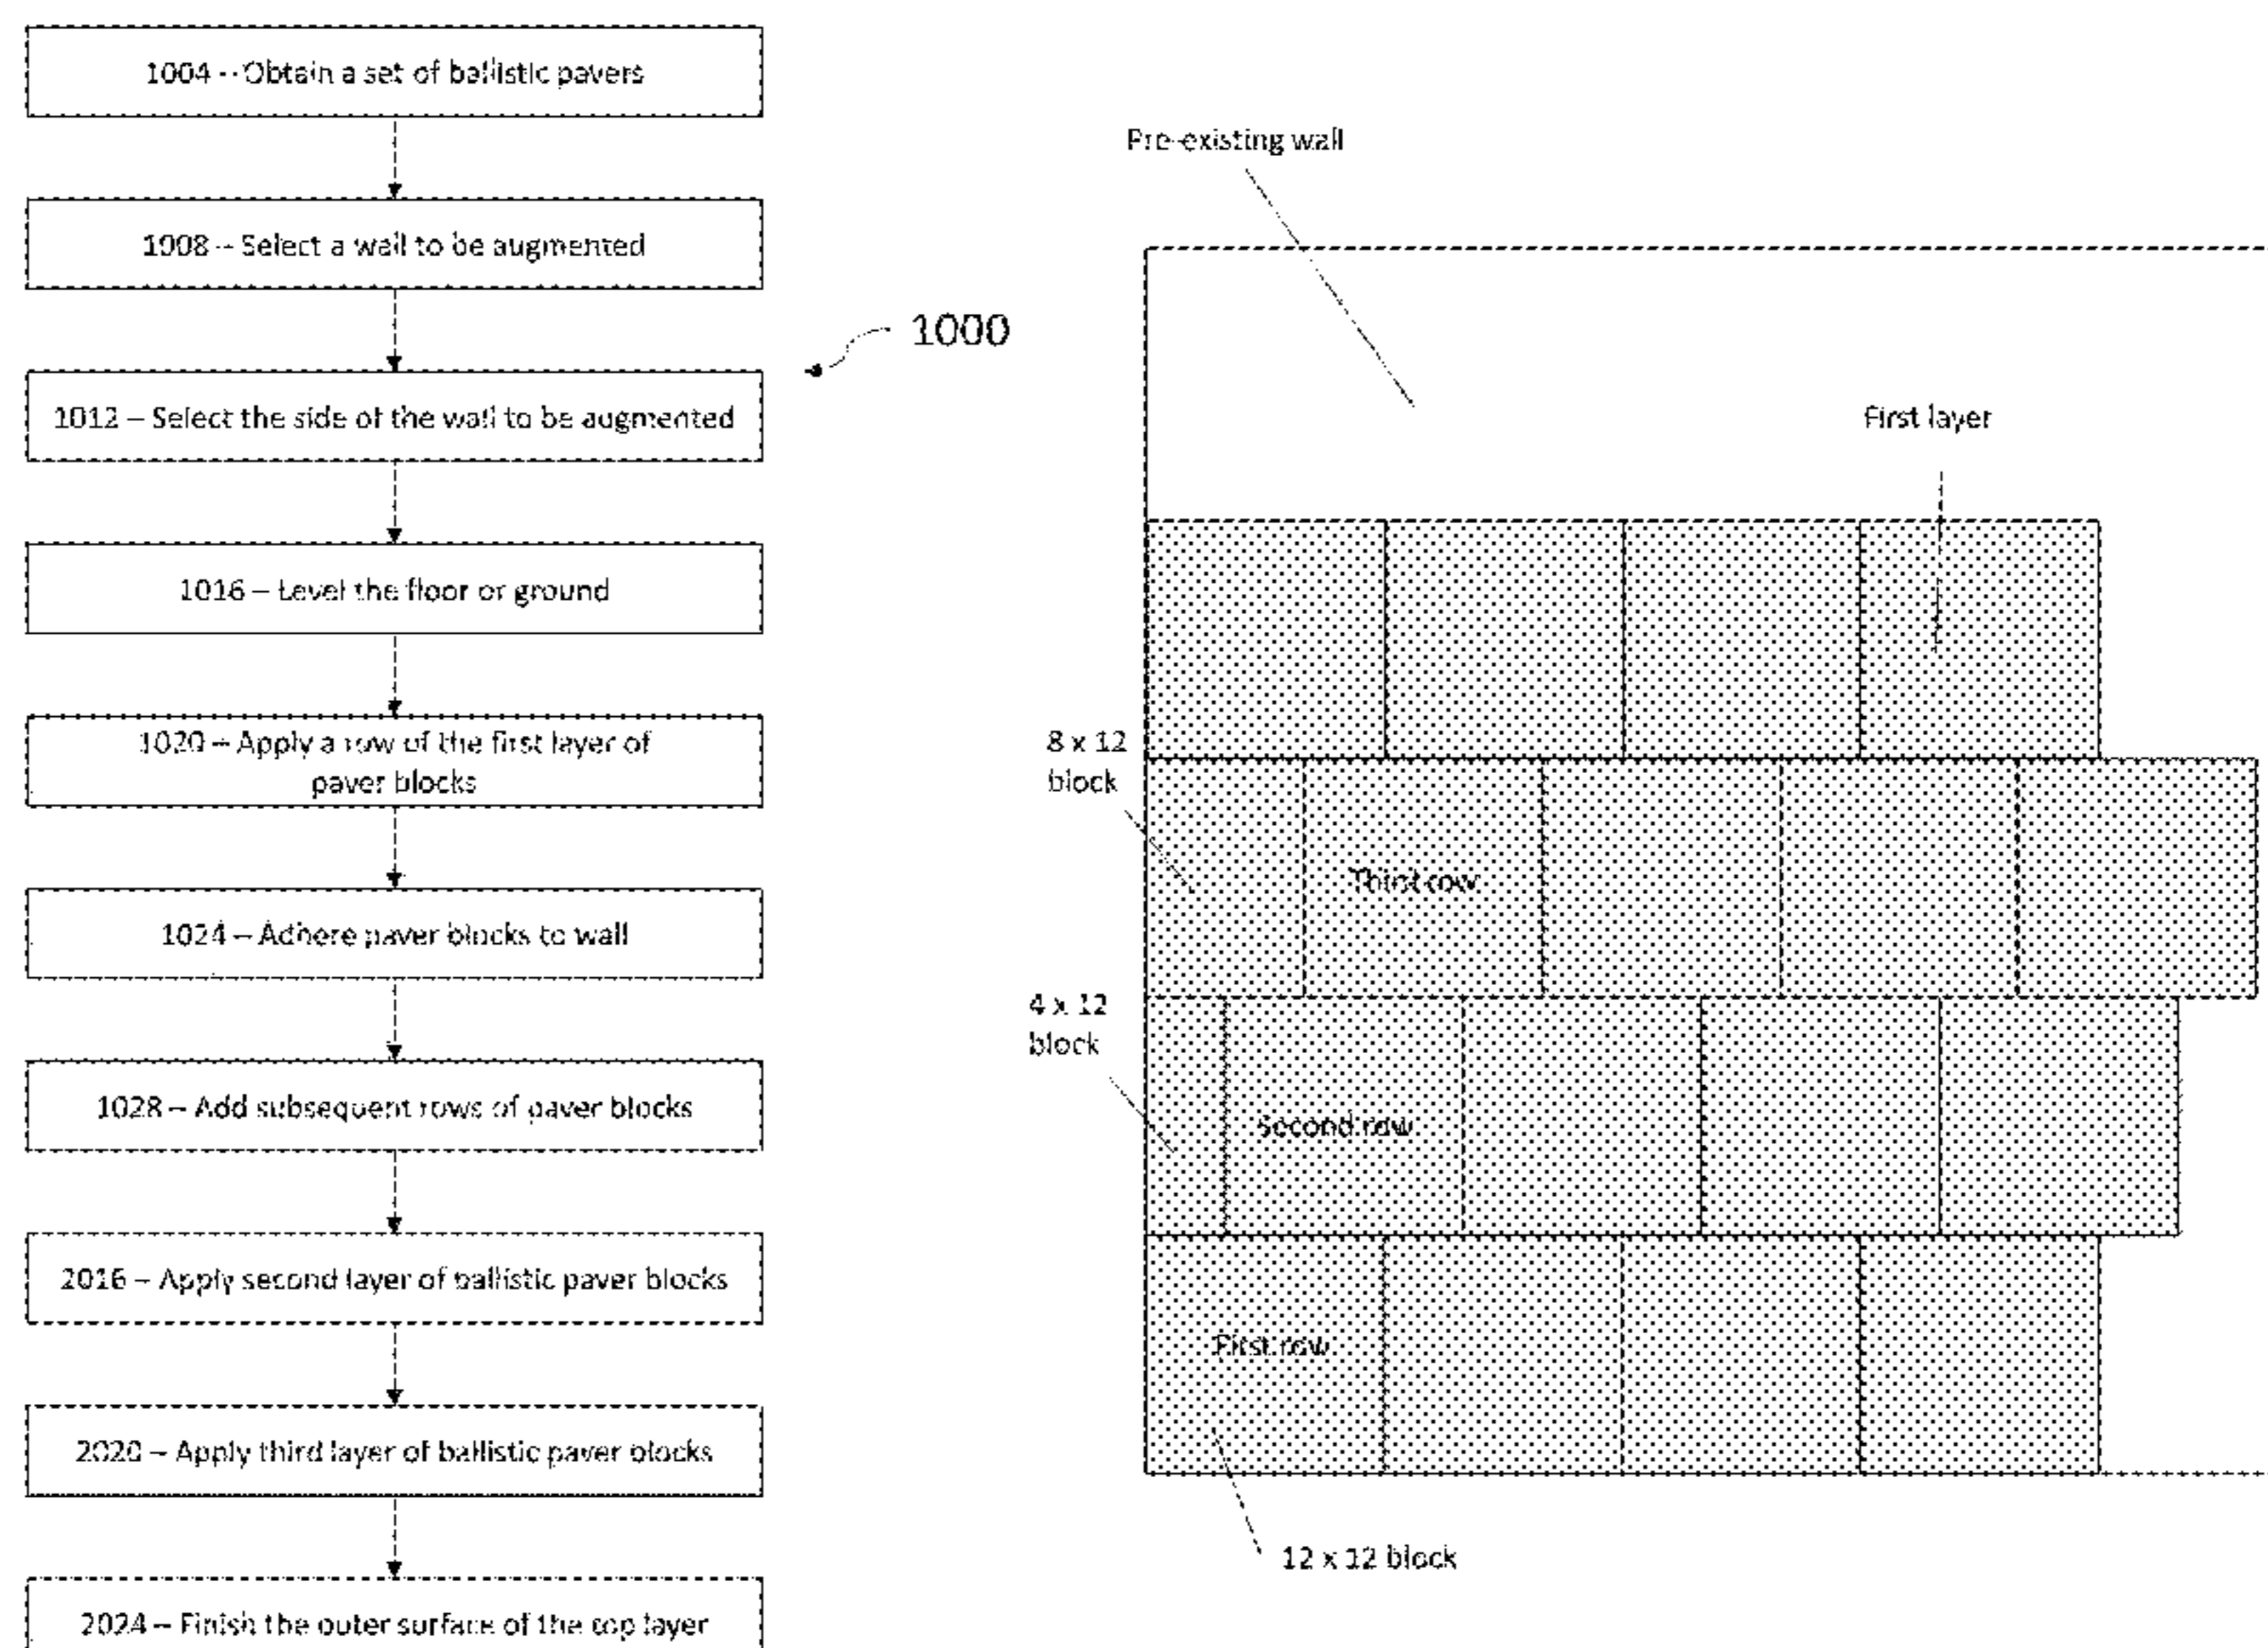 1004 -- Obtain a set of ballistic pavers
1008 -- Select a wall to be augmented
1012 – Select the side of the wall to be augmented
1016 – Level the floor or ground
1020 – Apply a row of the first layer of
paver blocks
1024 – Adhere paver blocks to wall
1028 – Add subsequent rows of paver blocks
2016 – Apply second layer of ballistic paver blocks
2020 – Apply third layer of ballistic paver blocks
2024 – Finish the outer surface of the top layer
1000
Pre-existing wall
First layer
8 x 12
block
Third row
4 x 12
block
Second row
First row
12 x 12 block